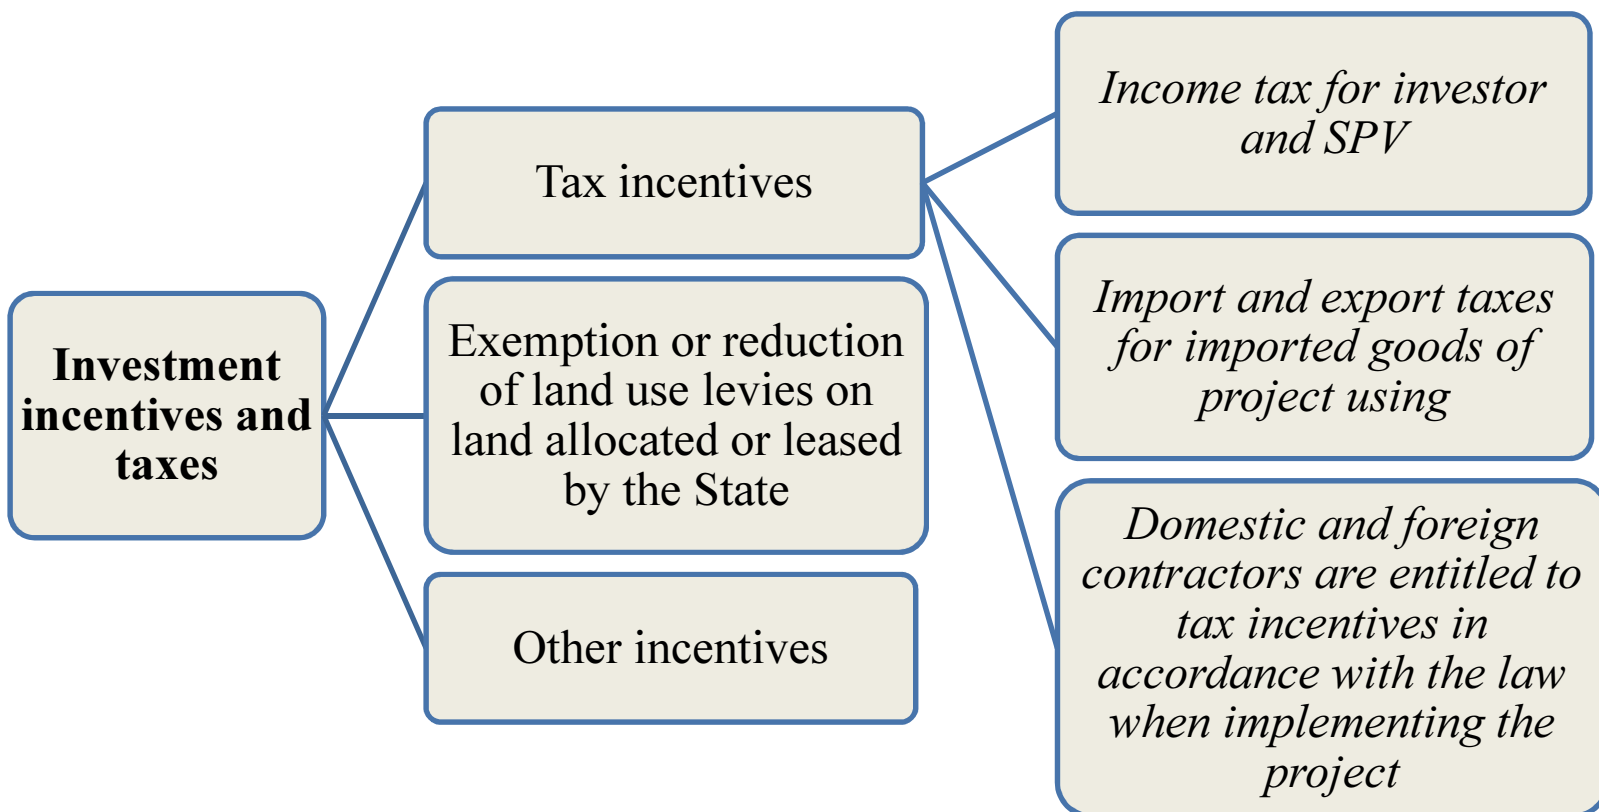 Investment
incentives and
taxes
Tax incentives
Exemption or reduction
of land use levies on
land allocated or leased
by the State
Other incentives
Income tax for investor
and SPV
Import and export taxes
for imported goods of
project using
Domestic and foreign
contractors are entitled to
tax incentives in
accordance with the law
when implementing the
project